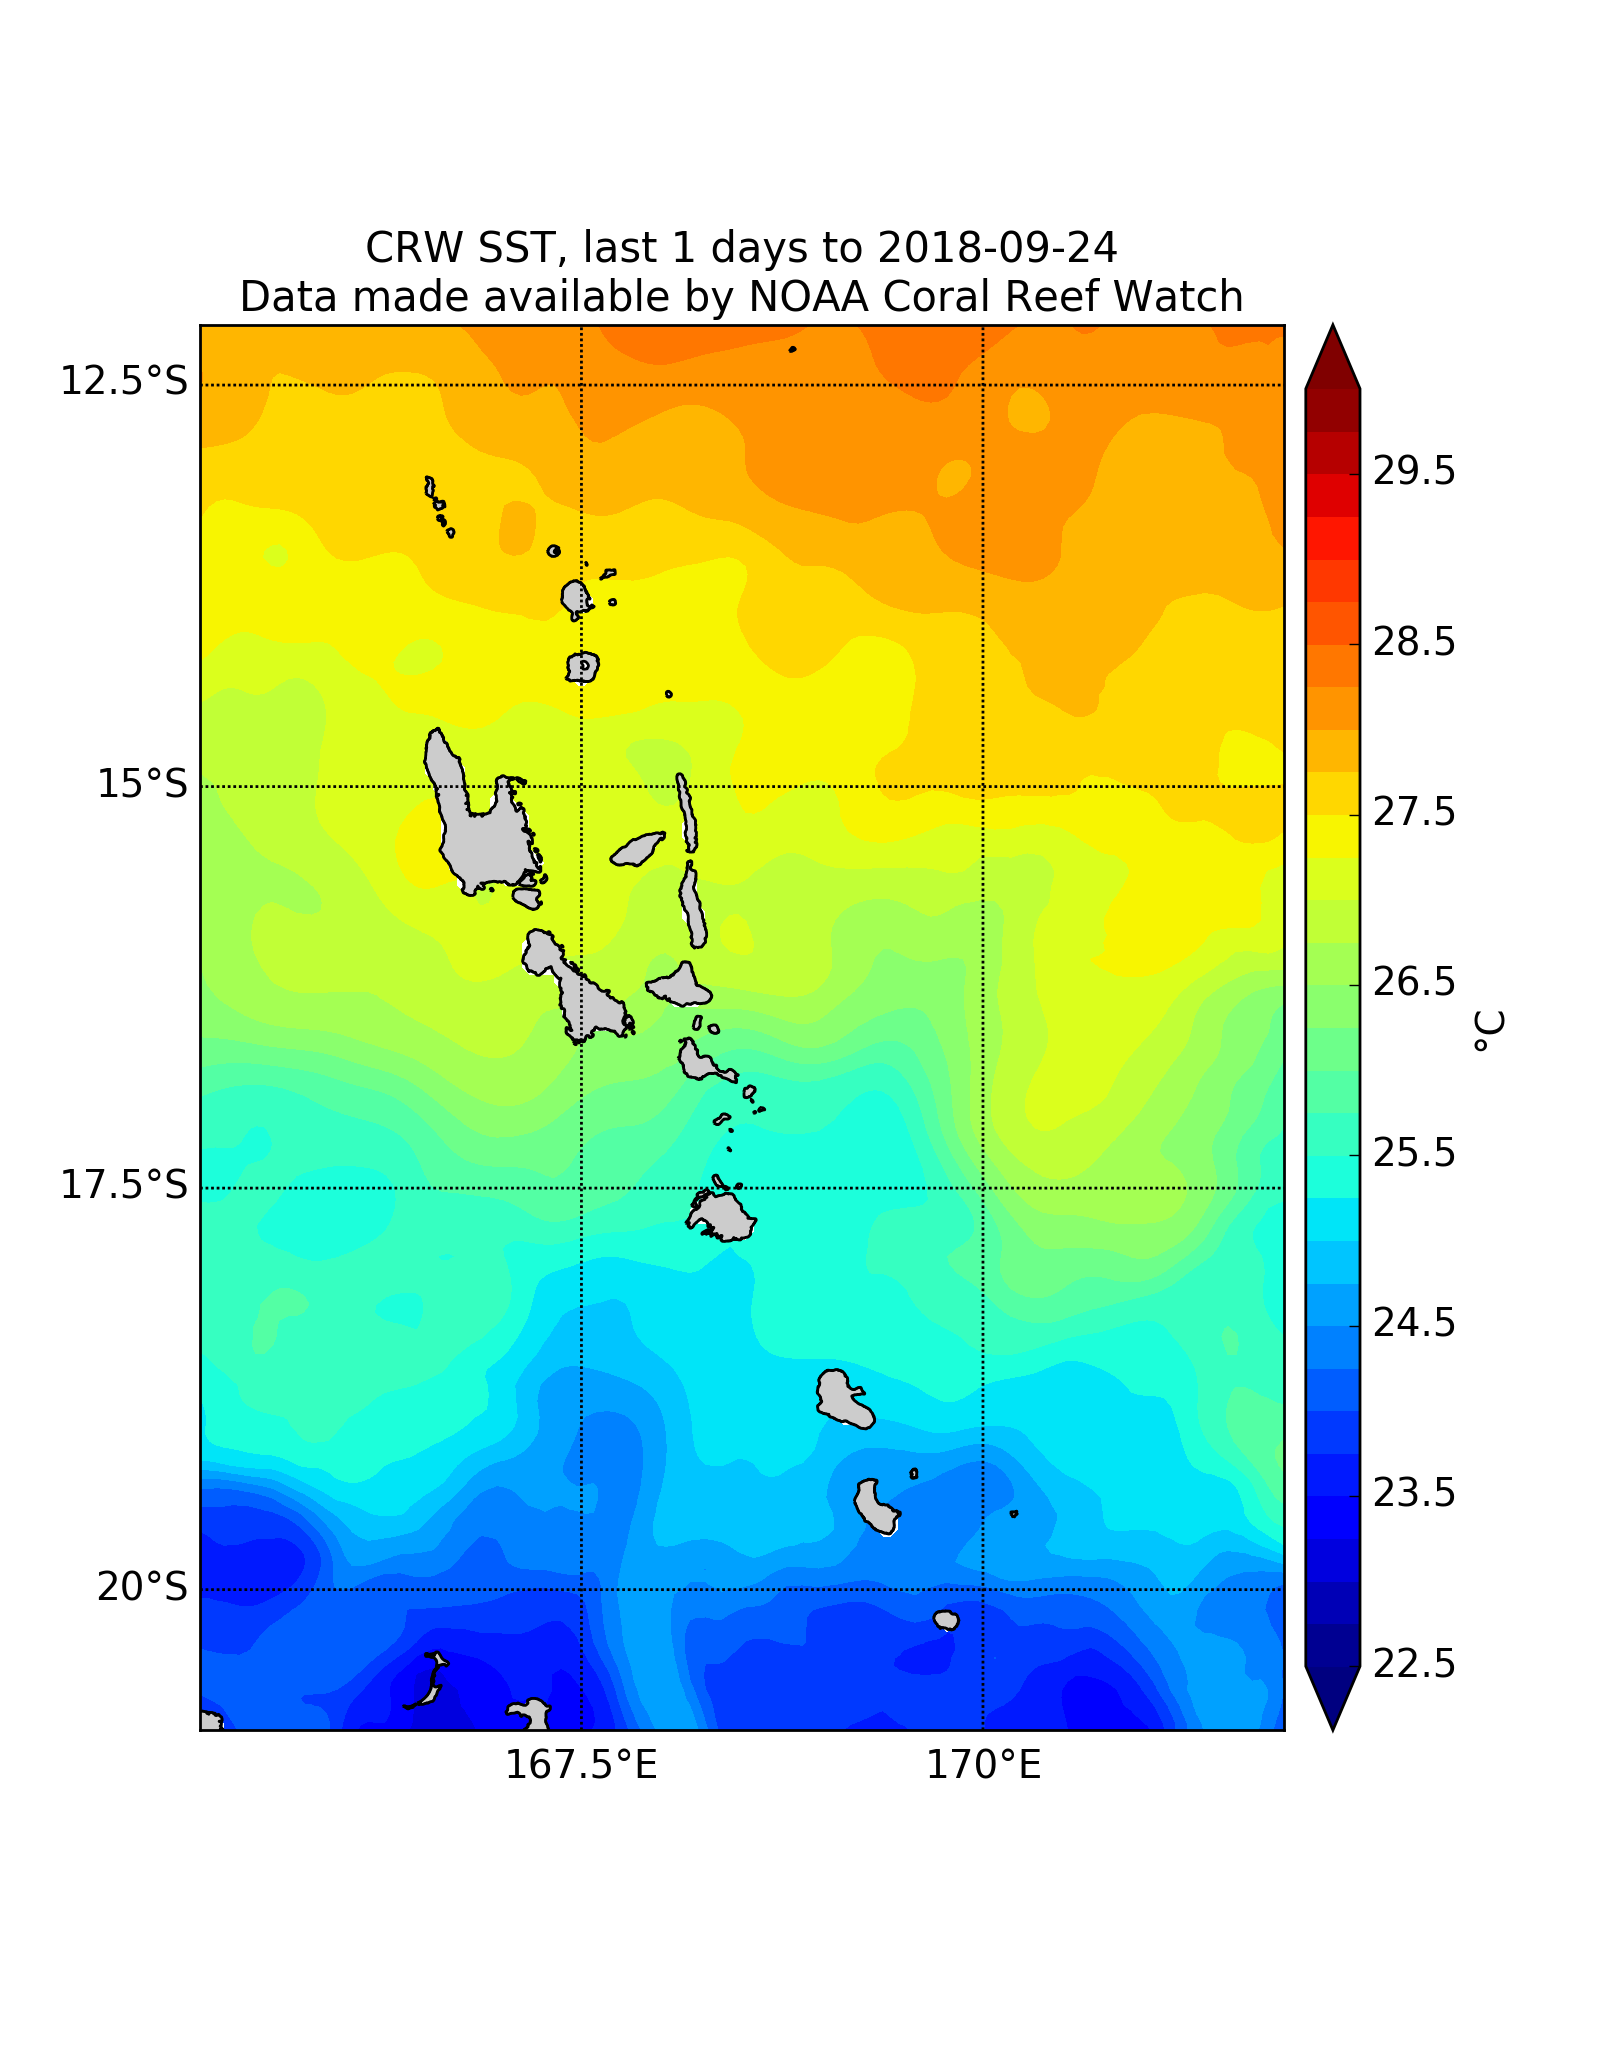 CRW SST, last 1 days to 2018-09-24
Data made available by NOAA Coral Reef Watch
12.5°S
15°S
17.5°S
20°S
167.5°E
170°E
29.5
28.5
27.5
26.5
25.5
24.5
23.5
22.5
°C